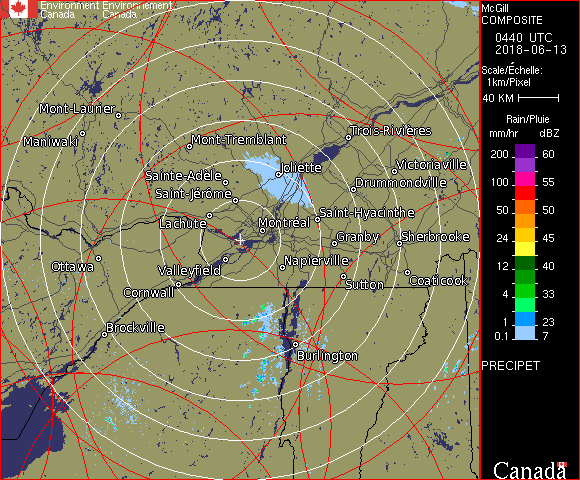 Environment Environnement
Canada Canada
McGill
COMPOSITE
0440 UTC
2018-06-13
Scale/Échelle:
1km/Pixel
40 KM
Rain/Pluie
mm/hr dBZ
200 60
100 55
50 50
24 45
12 40
4 33
1 23
0.1 7
PRECIPET
Canada
Mont-Laurier
Maniwaki
Mont-Tremblant
Trois-Rivières
Joliette
Victoriaville
Sainte-Adèle
Drummondville
Saint-Jérôme
Saint-Hyacinthe
Lachute
Montréal
Granby
Sherbrooke
Ottawa
Valleyfield
Napierville
Cornwall
Sutton
Coaticook
Brockville
Burlington